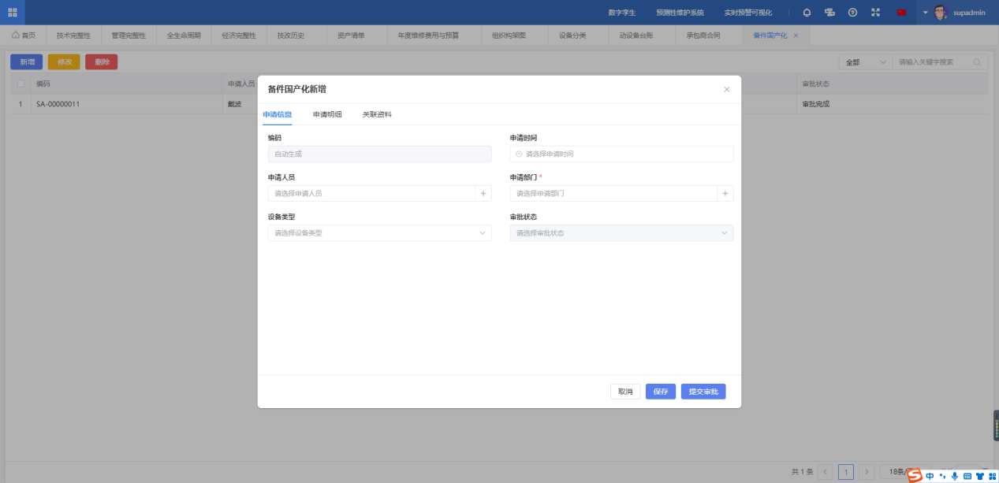 数字孪生 预测性维护系统 实时预警可视化 supadmin
首页 技术完整性 管理完整性 全生命周期 经济完整性 技改历史 资产清单 年度维修费用与预算 组织构架图 设备分类 动设备台账 承包商合同 备件国产化 ×
新增 修改 删除 全部 请输入关键字搜索
编码 申请人员 审批状态
1 SA-00000011 戴波 审批完成
备件国产化新增
申请信息 申请明细 关联资料
编码 申请时间
自动生成 请选择申请时间
申请人员 申请部门 *
请选择申请人员 + 请选择申请部门 +
设备类型 审批状态
请选择设备类型 请选择审批状态
取消 保存 提交审批
共 1 条 < 1 > 18条/
中